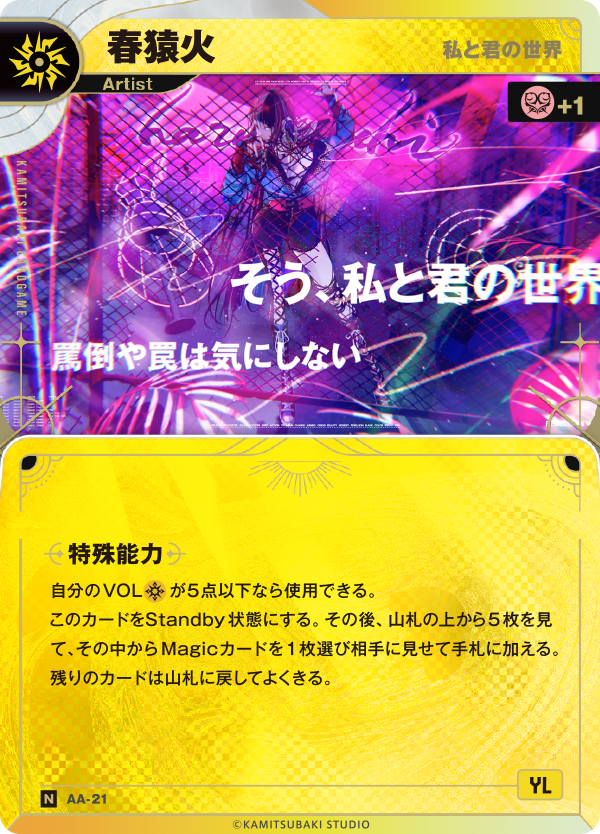 春猿火
私と君の世界
Artist
+1
haru
KAMITSUBAKI CARDGAME
そう、私と君の世界
罵倒や罠は気にしない
特殊能力
自分のVOLが5点以下なら使用できる。
このカードをStandby状態にする。その後、山札の上から5枚を見
て、その中からMagicカードを1枚選び相手に見せて手札に加える。
残りのカードは山札に戻してよくきる。
YL
N AA-21
©KAMITSUBAKI STUDIO